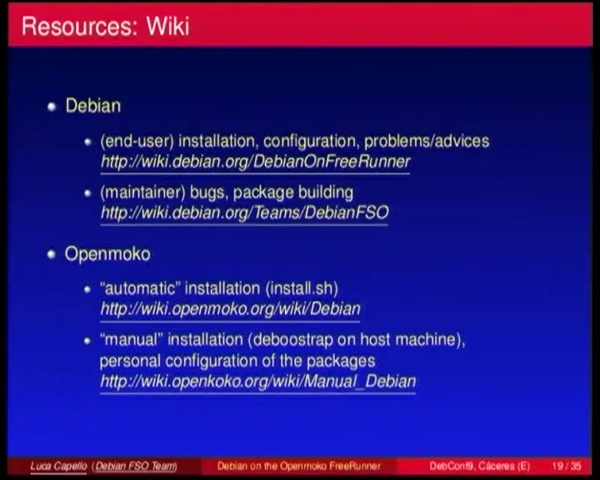 Resources: Wiki
Debian
(end-user) installation, configuration, problems/advices
http://wiki.debian.org/DebianOnFreeRunner
(maintainer) bugs, package building
http://wiki.debian.org/Teams/DebianFSO
Openmoko
"automatic" installation (install.sh)
http://wiki.openmoko.org/wiki/Debian
"manual" installation (deboostrap on host machine),
personal configuration of the packages
http://wiki.openkoko.org/wiki/Manual_Debian
Luca Capello (Debian FSO Team) Debian on the Openmoko FreeRunner DebConf9, Cáceres (E) 19 / 35